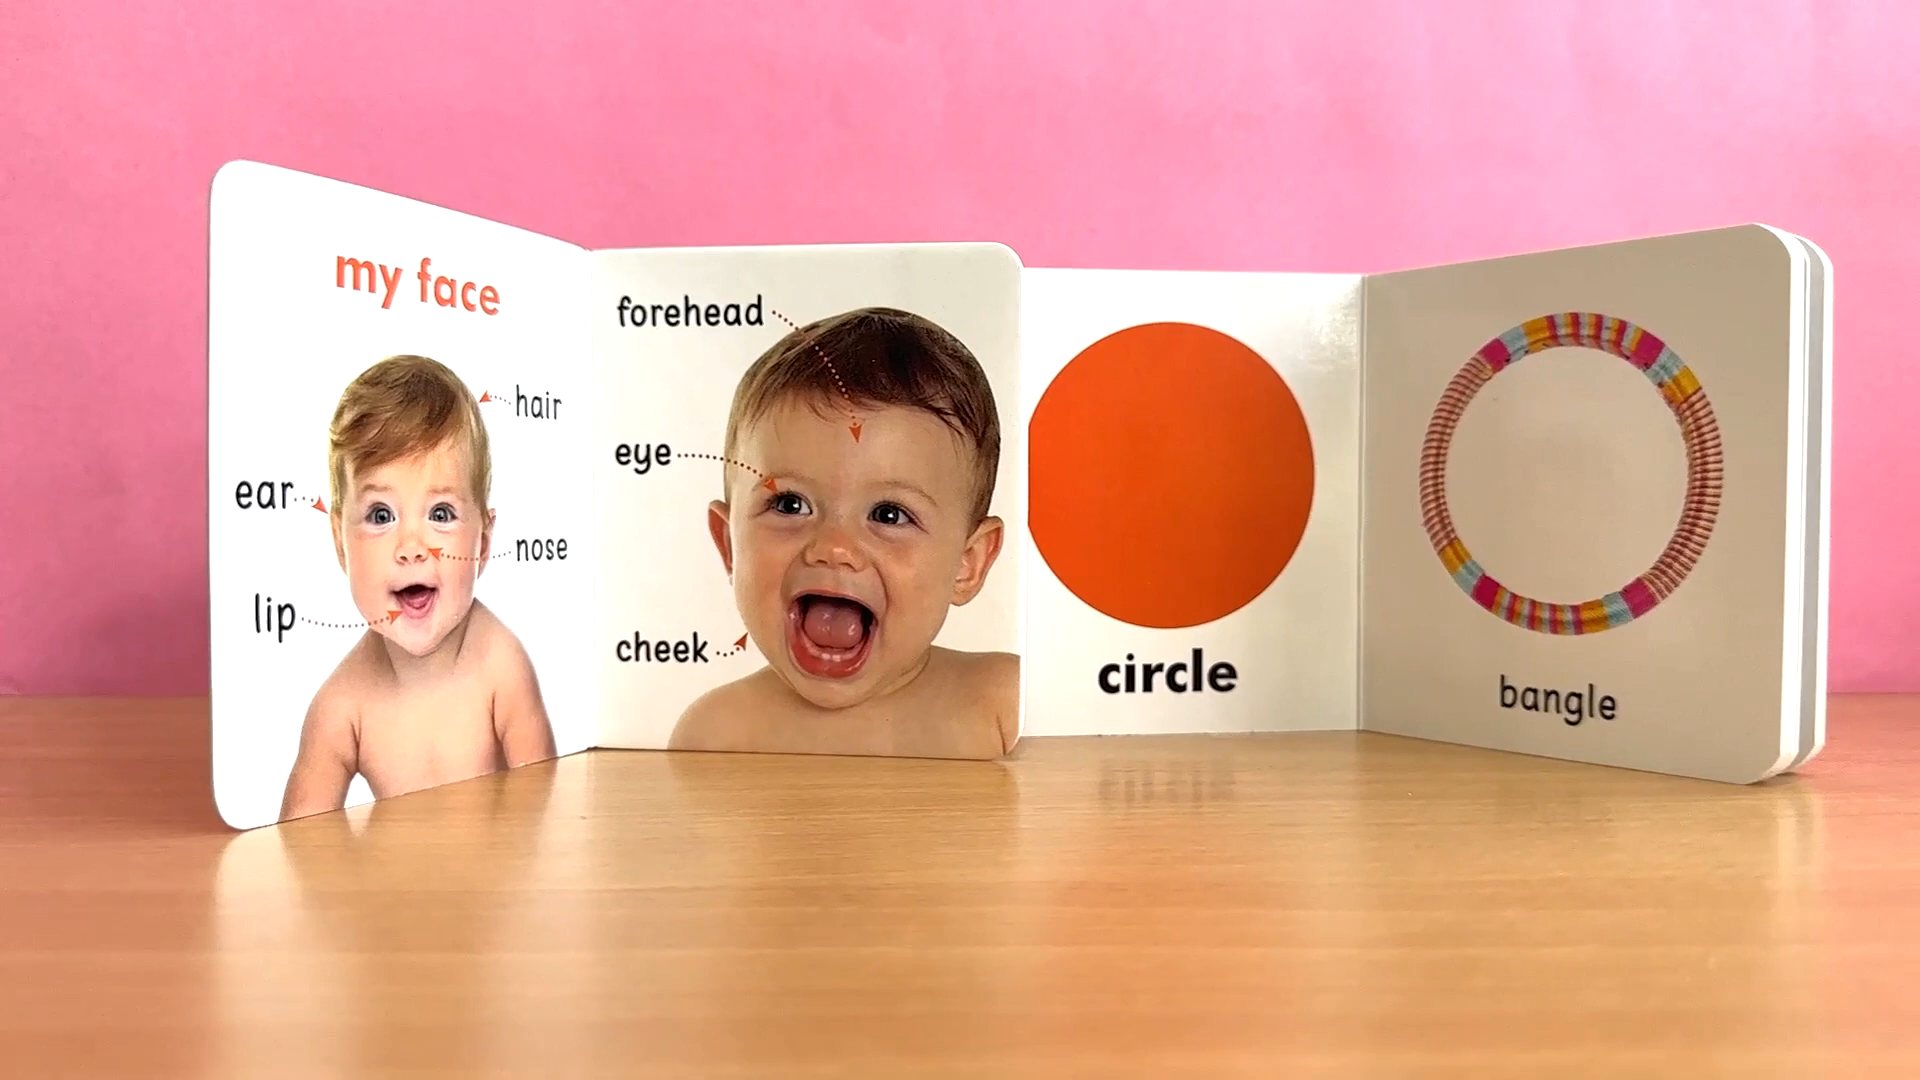 my face
hair
ear
nose
lip
forehead
eye
cheek
circle
bangle